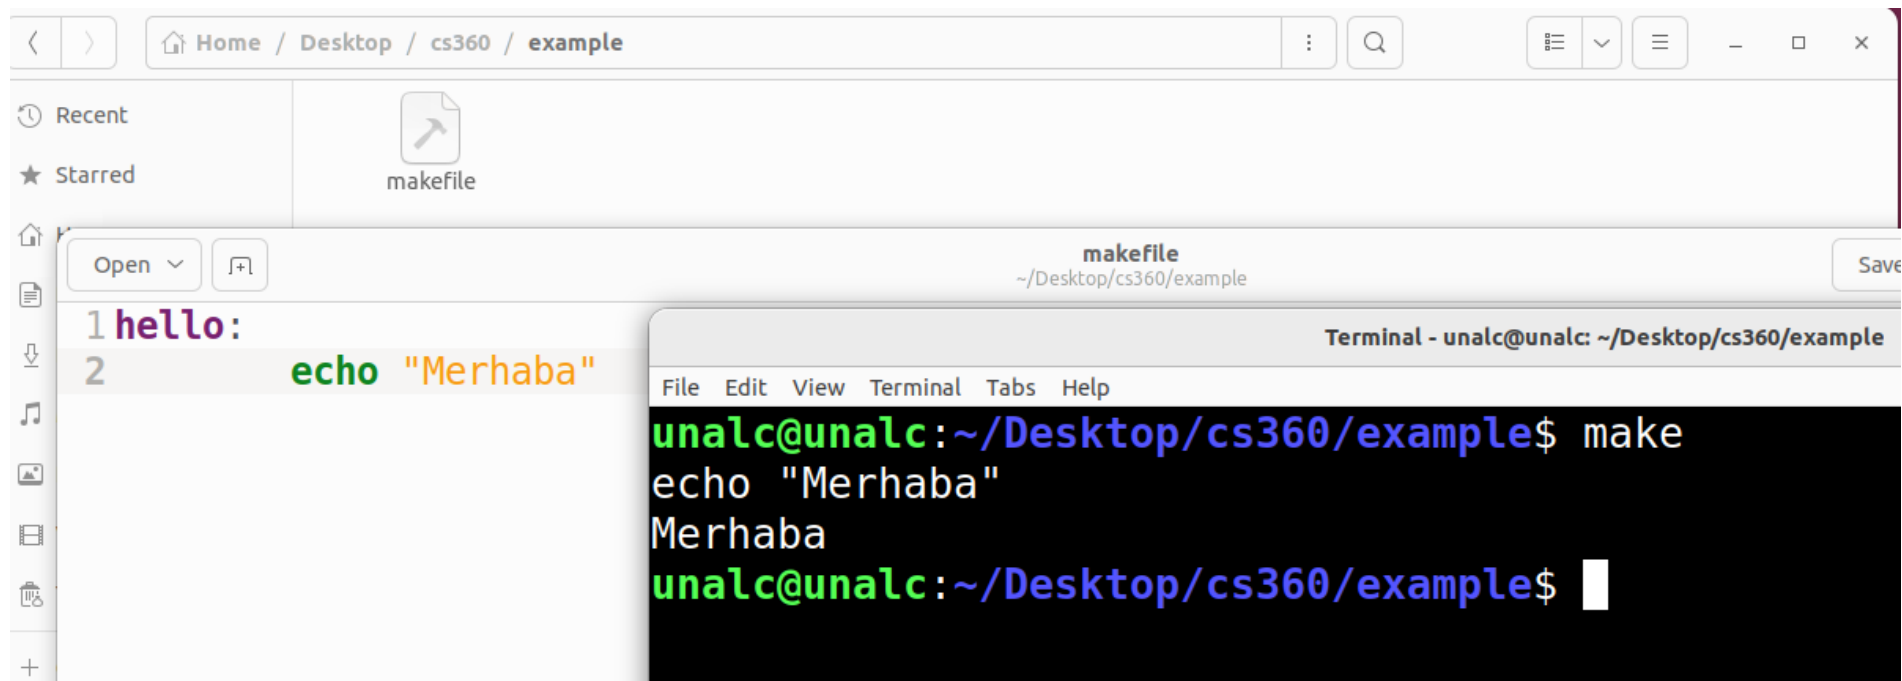 Home / Desktop / cs360 / example
Recent
Starred
makefile
Open
makefile
~/Desktop/cs360/example
Save
1 hello:
2 echo "Merhaba"
Terminal - unalc@unalc: ~/Desktop/cs360/example
File Edit View Terminal Tabs Help
unalc@unalc:~/Desktop/cs360/example$ make
echo "Merhaba"
Merhaba
unalc@unalc:~/Desktop/cs360/example$